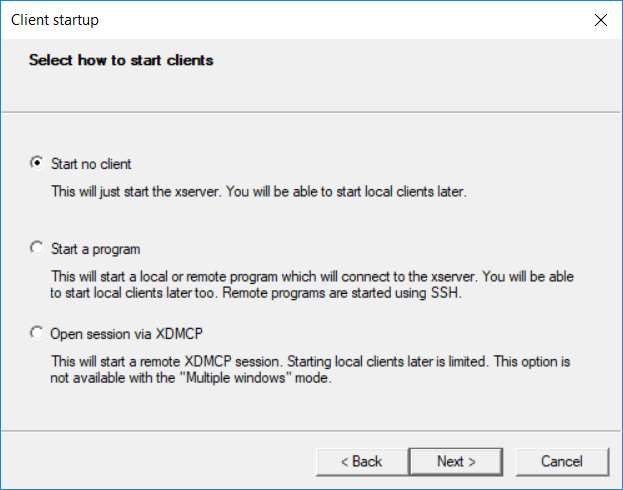 Client startup
Select how to start clients
Start no client
This will just start the xserver. You will be able to start local clients later.
Start a program
This will start a local or remote program which will connect to the xserver. You will be able
to start local clients later too. Remote programs are started using SSH.
Open session via XDMCP
This will start a remote XDMCP session. Starting local clients later is limited. This option is
not available with the "Multiple windows" mode.
< Back Next > Cancel